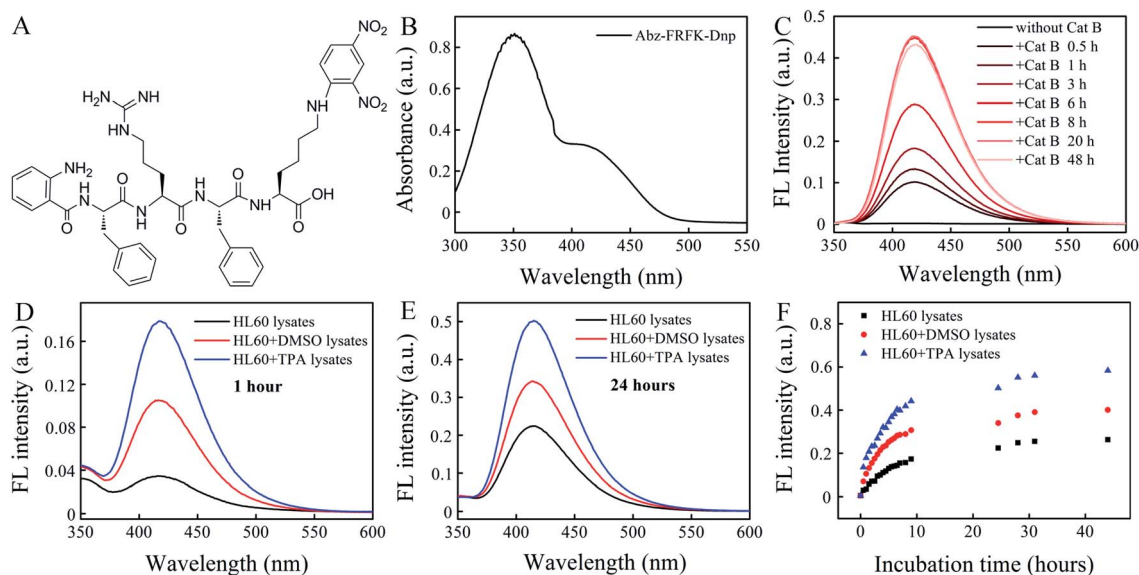 A
NO₂
NO₂
NH
H₂N
NH
HN
NH₂
H
N
O
O
N
H
O
H
N
O
N
H
OH
O
B
Abz-FRFK-Dnp
Absorbance (a.u.)
0.8
0.6
0.4
0.2
0
300
350
400
450
500
550
Wavelength (nm)
C
without Cat B
+Cat B 0.5 h
+Cat B 1 h
+Cat B 3 h
+Cat B 6 h
+Cat B 8 h
+Cat B 20 h
+Cat B 48 h
FL Intensity (a.u.)
0.5
0.4
0.3
0.2
0.1
0
350
400
450
500
550
600
Wavelength (nm)
D
HL60 lysates
HL60+DMSO lysates
HL60+TPA lysates
1 hour
FL intensity (a.u.)
0.16
0.12
0.08
0.04
0
350
400
450
500
550
600
Wavelength (nm)
E
HL60 lysates
HL60+DMSO lysates
HL60+TPA lysates
24 hours
FL intensity (a.u.)
0.5
0.4
0.3
0.2
0.1
0
350
400
450
500
550
600
Wavelength (nm)
F
HL60 lysates
HL60+DMSO lysates
HL60+TPA lysates
FL intensity (a.u.)
0.8
0.6
0.4
0.2
0
0
10
20
30
40
Incubation time (hours)